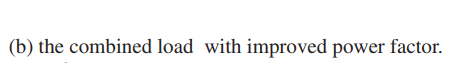 (b) the combined load with improved power factor.